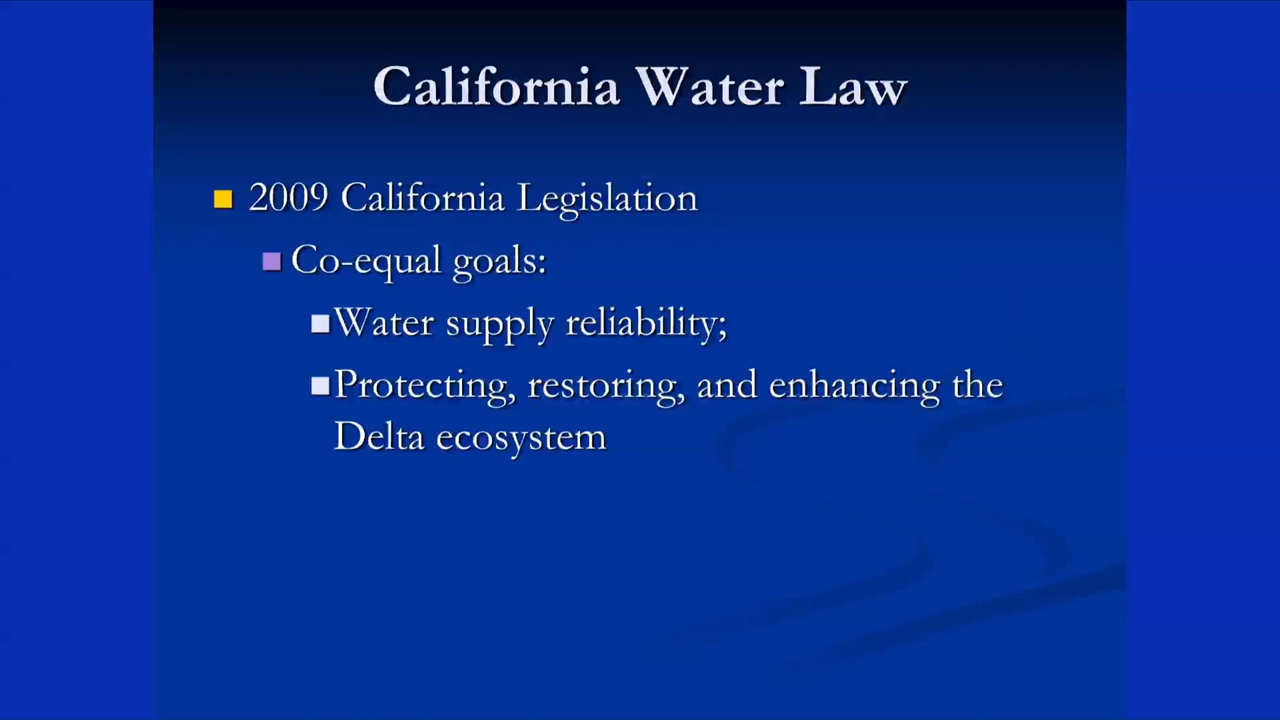 California Water Law
2009 California Legislation
Co-equal goals:
Water supply reliability;
Protecting, restoring, and enhancing the
Delta ecosystem